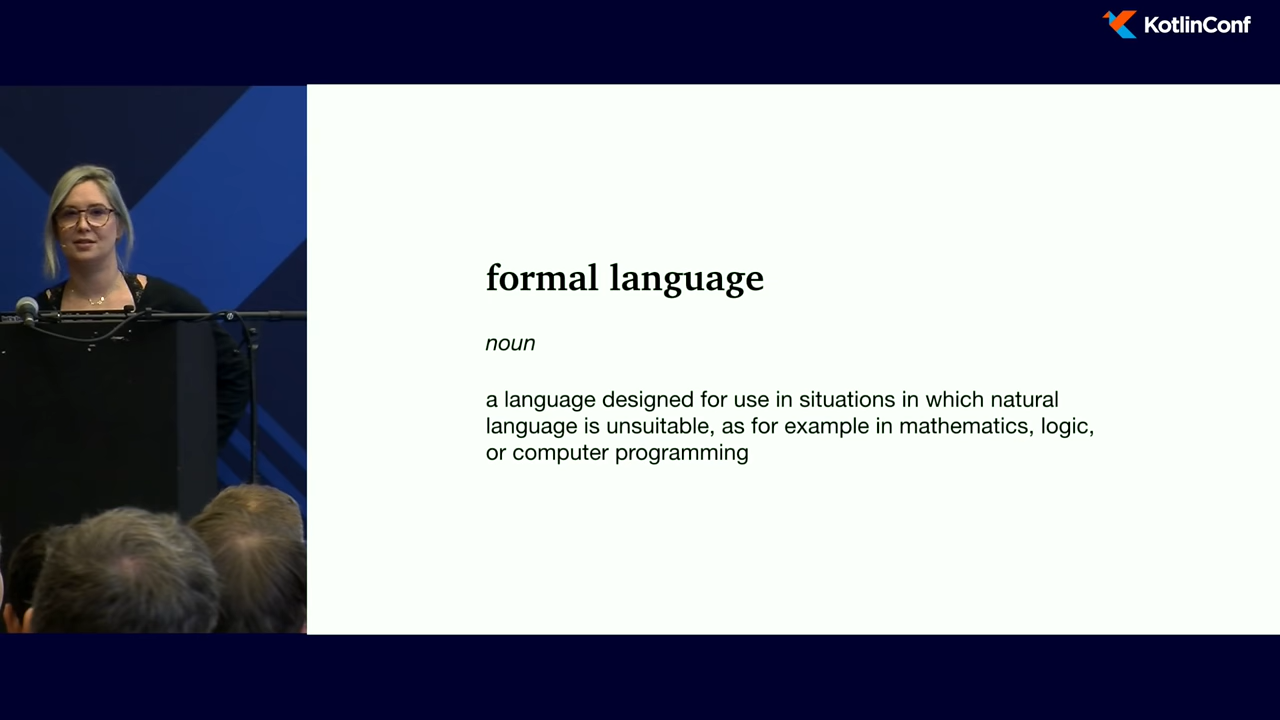 KotlinConf
formal language
noun
a language designed for use in situations in which natural
language is unsuitable, as for example in mathematics, logic,
or computer programming